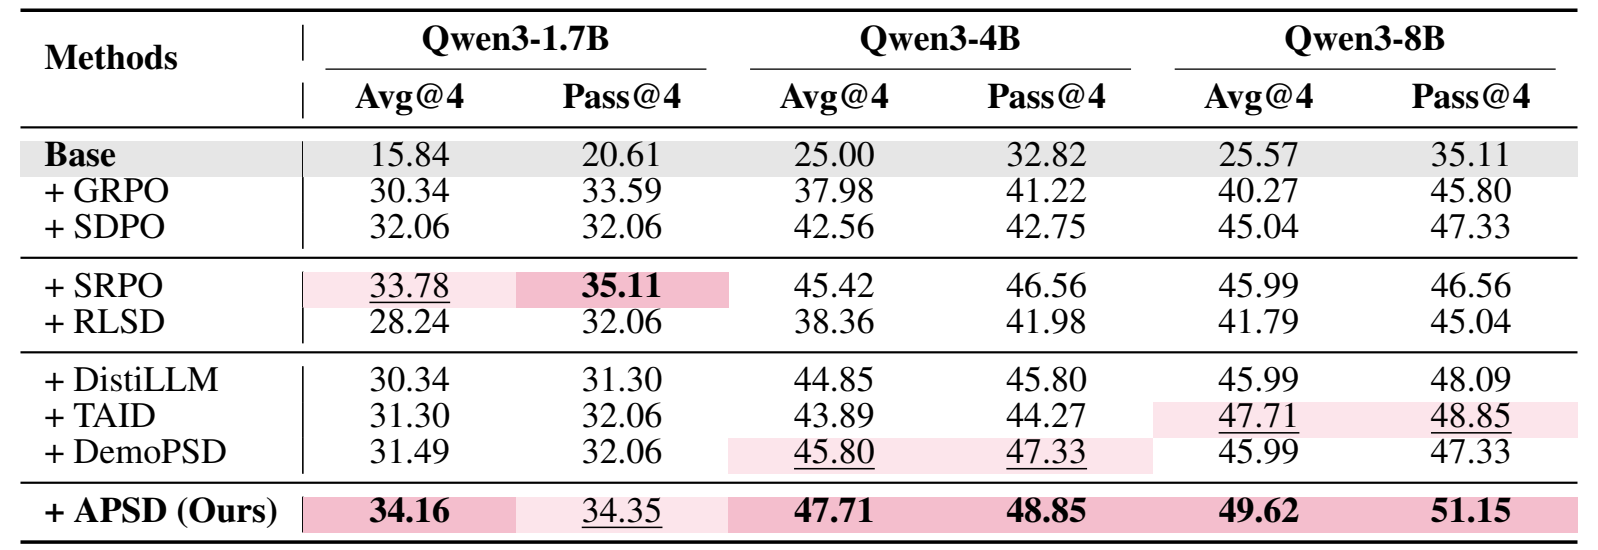 Methods Qwen3-1.7B Qwen3-4B Qwen3-8B
Avg@4 Pass@4 Avg@4 Pass@4 Avg@4 Pass@4
Base 15.84 20.61 25.00 32.82 25.57 35.11
+ GRPO 30.34 33.59 37.98 41.22 40.27 45.80
+ SDPO 32.06 32.06 42.56 42.75 45.04 47.33
+ SRPO 33.78 35.11 45.42 46.56 45.99 46.56
+ RLSD 28.24 32.06 38.36 41.98 41.79 45.04
+ DistiLLM 30.34 31.30 44.85 45.80 45.99 48.09
+ TAID 31.30 32.06 43.89 44.27 47.71 48.85
+ DemoPSD 31.49 32.06 45.80 47.33 45.99 47.33
+ APSD (Ours) 34.16 34.35 47.71 48.85 49.62 51.15